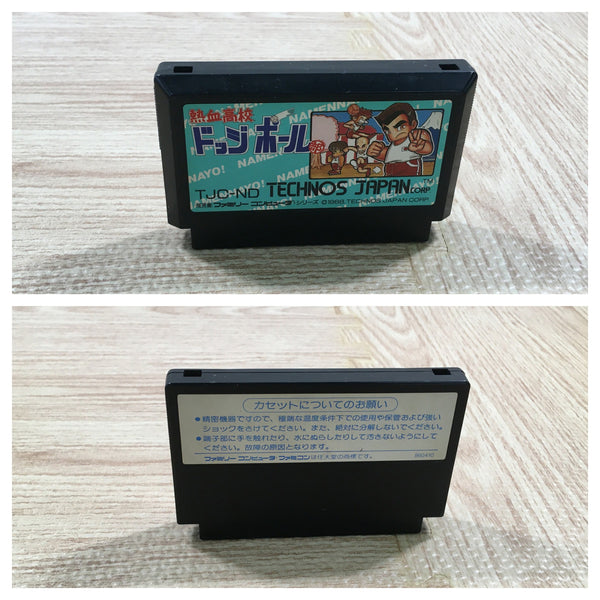 熱血高校
ドッジボール部
NAMENNAYO!
TJC-ND TECHNOS JAPAN CORP ™
ファミリー コンピュータ シリーズ ©1988 TECHNOS JAPAN CORP.
カセットについてのお願い
●精密機器ですので、極端な温度条件下での使用や保管および強い
ショックをさけてください。また、絶対に分解しないでください。
●端子部に手を触れたり、水にぬらしたりして汚さないようにして
ください。故障の原因となります。
ファミリー コンピュータ・ファミコンは任天堂の商標です。